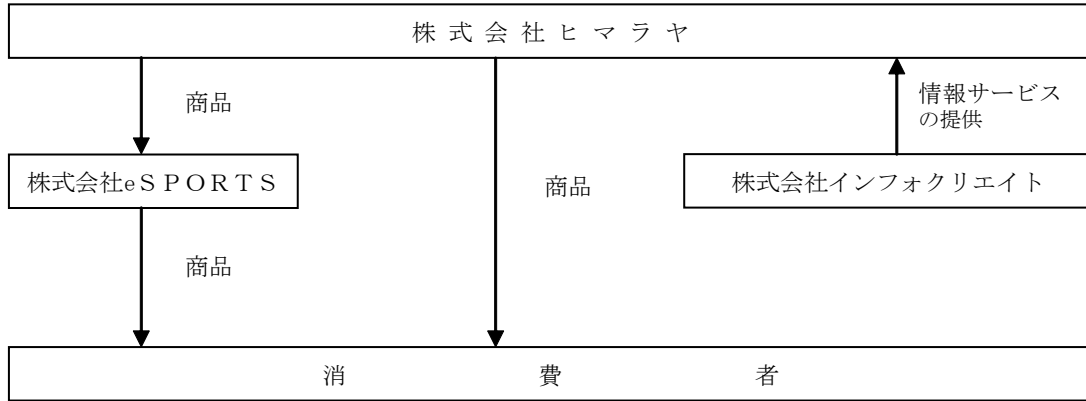 株式会社ヒマラヤ
商品
情報サービス
の提供
株式会社eＳＰＯＲＴＳ
商品
株式会社インフォクリエイト
商品
消費者